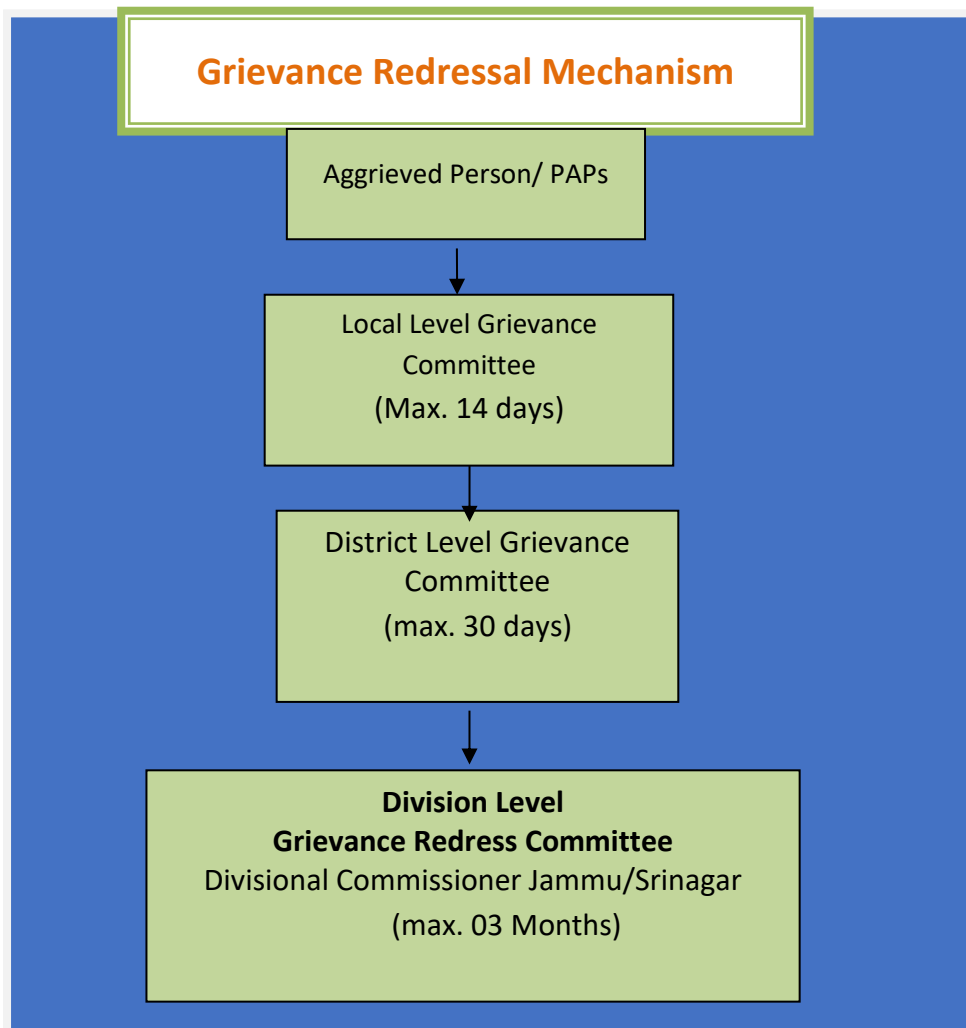 Grievance Redressal Mechanism
Aggrieved Person/ PAPs
Local Level Grievance
Committee
(Max. 14 days)
District Level Grievance
Committee
(max. 30 days)
Division Level
Grievance Redress Committee
Divisional Commissioner Jammu/Srinagar
(max. 03 Months)